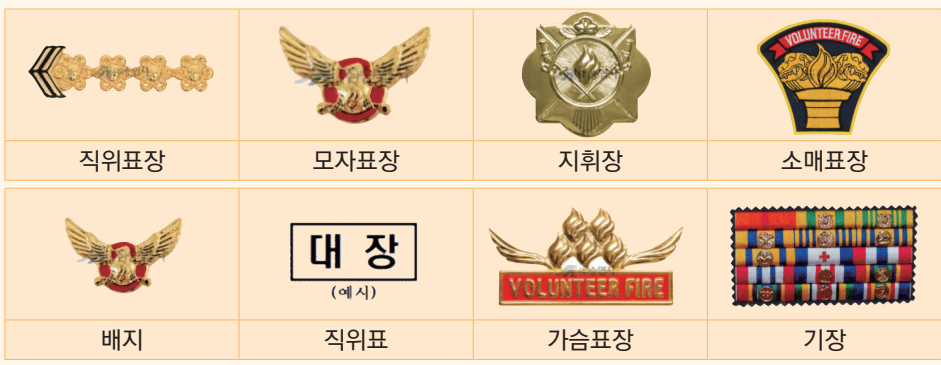 VOLUNTEER FIRE
직위표장
모자표장
지휘장
소매표장
대 장
(예시)
VOLUNTEER FIRE
배지
직위표
가슴표장
기장